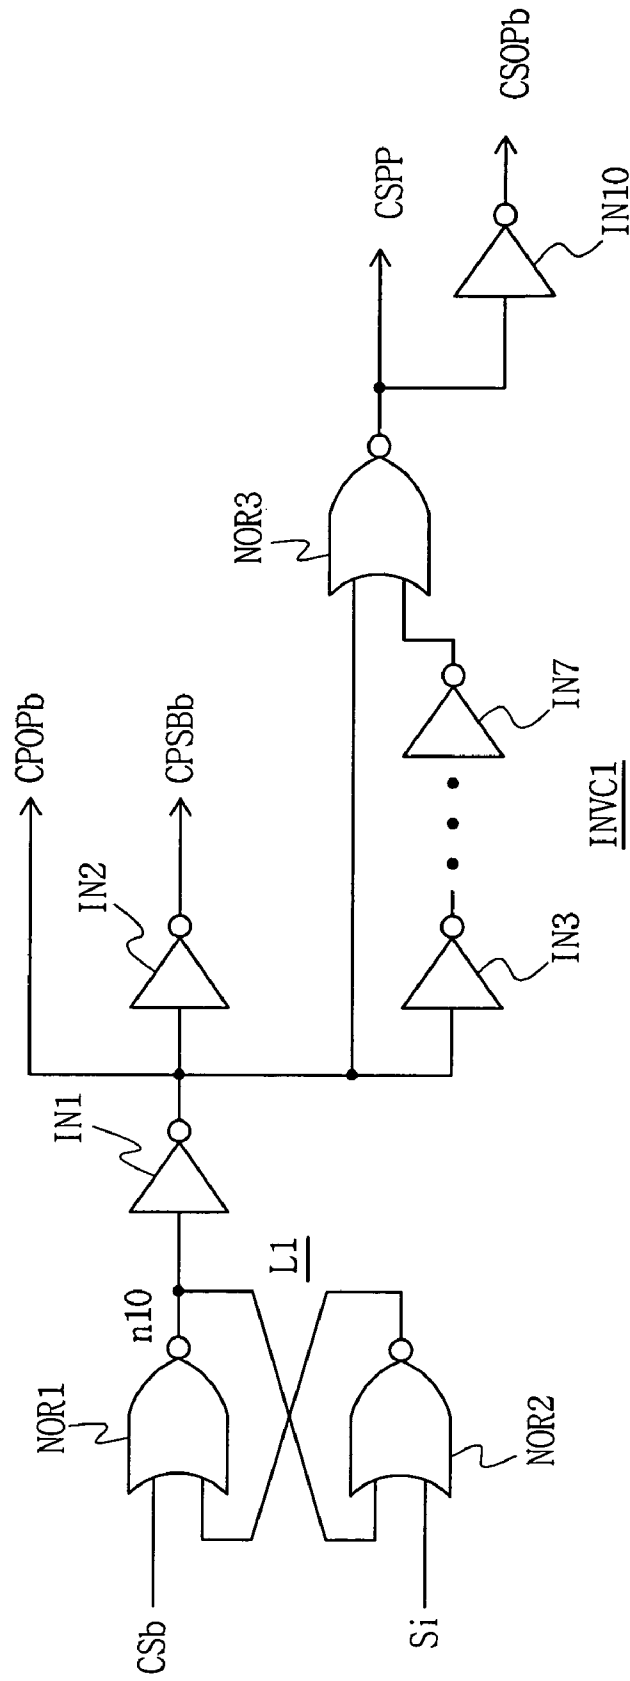 CSb
Si
NOR1
NOR2
n10
L1
IN1
IN2
CPOPb
CPSBb
IN3
INVC1
IN7
NOR3
CSPP
IN10
CSOPb